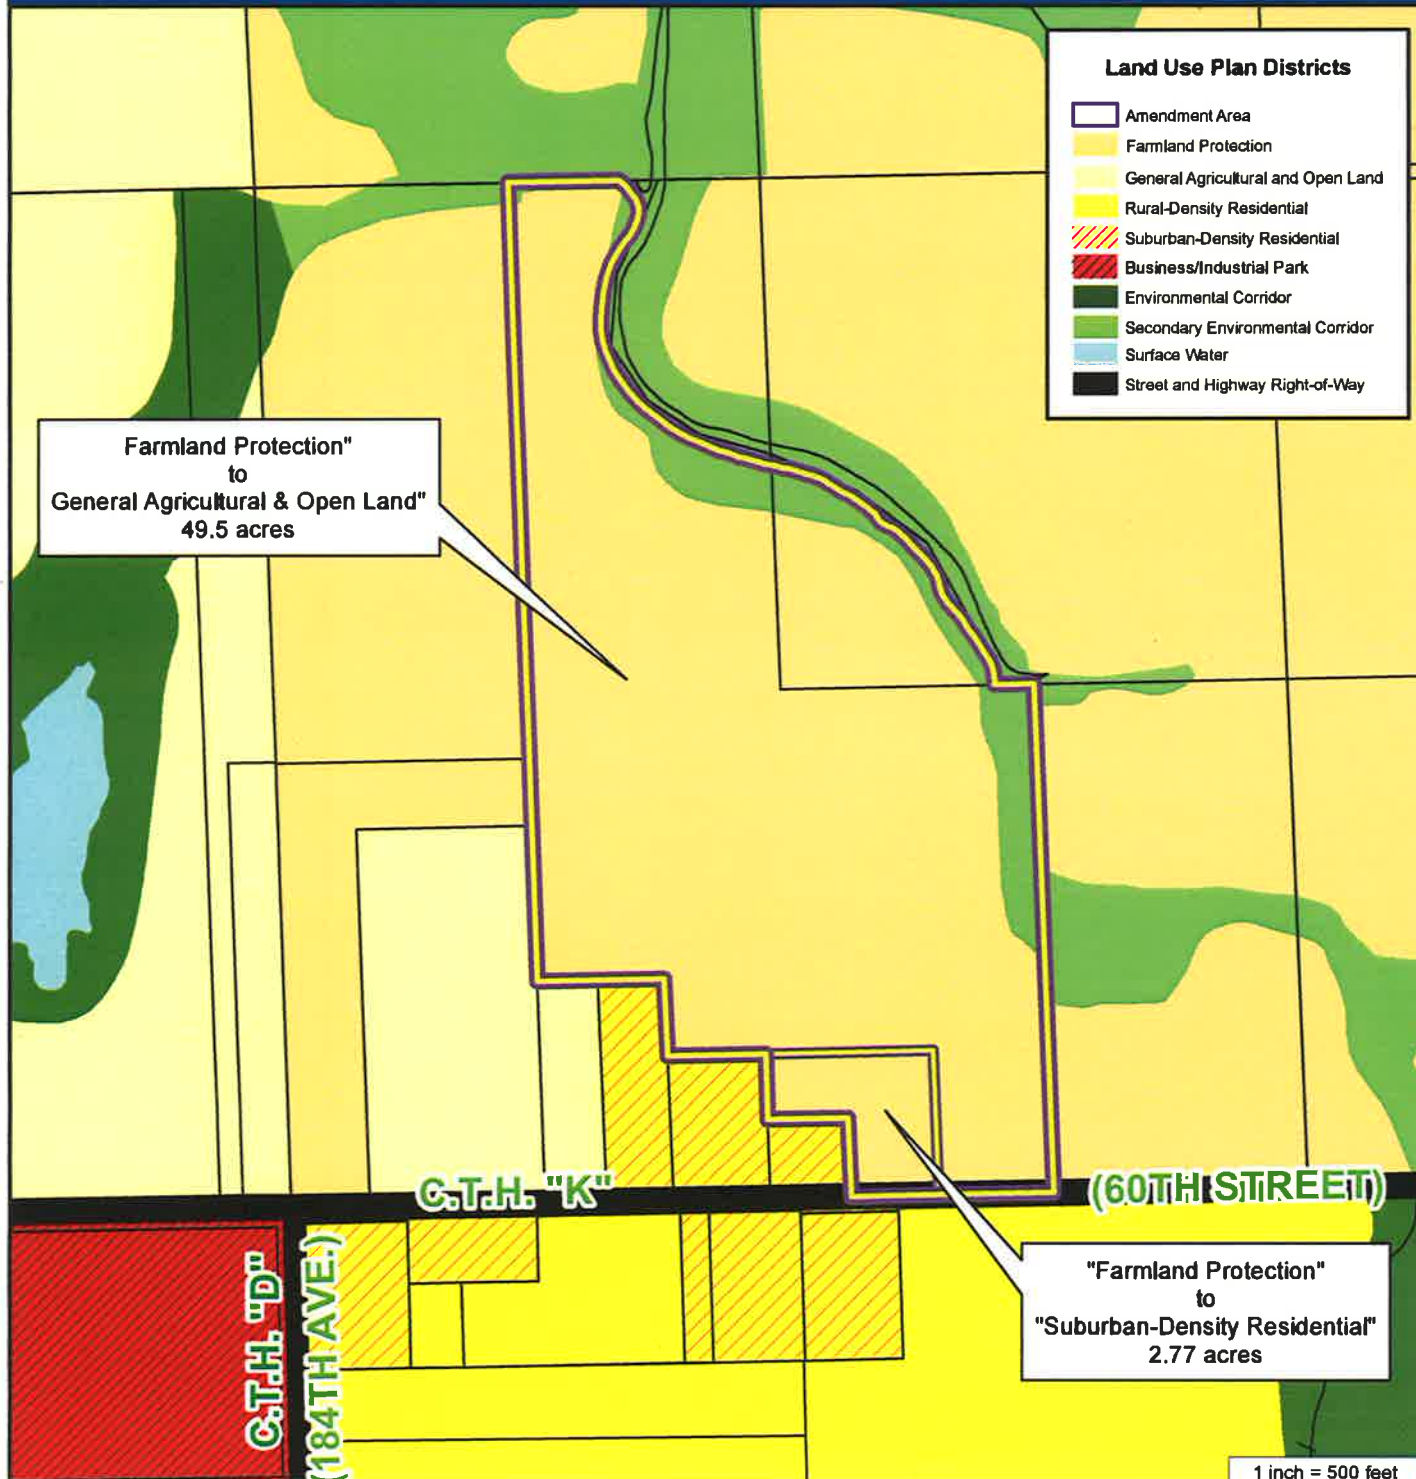 Land Use Plan Districts
Amendment Area
Farmland Protection
General Agricultural and Open Land
Rural-Density Residential
Suburban-Density Residential
Business/Industrial Park
Environmental Corridor
Secondary Environmental Corridor
Surface Water
Street and Highway Right-of-Way
Farmland Protection"
to
General Agricultural & Open Land"
49.5 acres
C.T.H. "K"
(60TH STREET)
C.T.H. "D"
(184TH AVE.)
"Farmland Protection"
to
"Suburban-Density Residential"
2.77 acres
1 inch = 500 feet